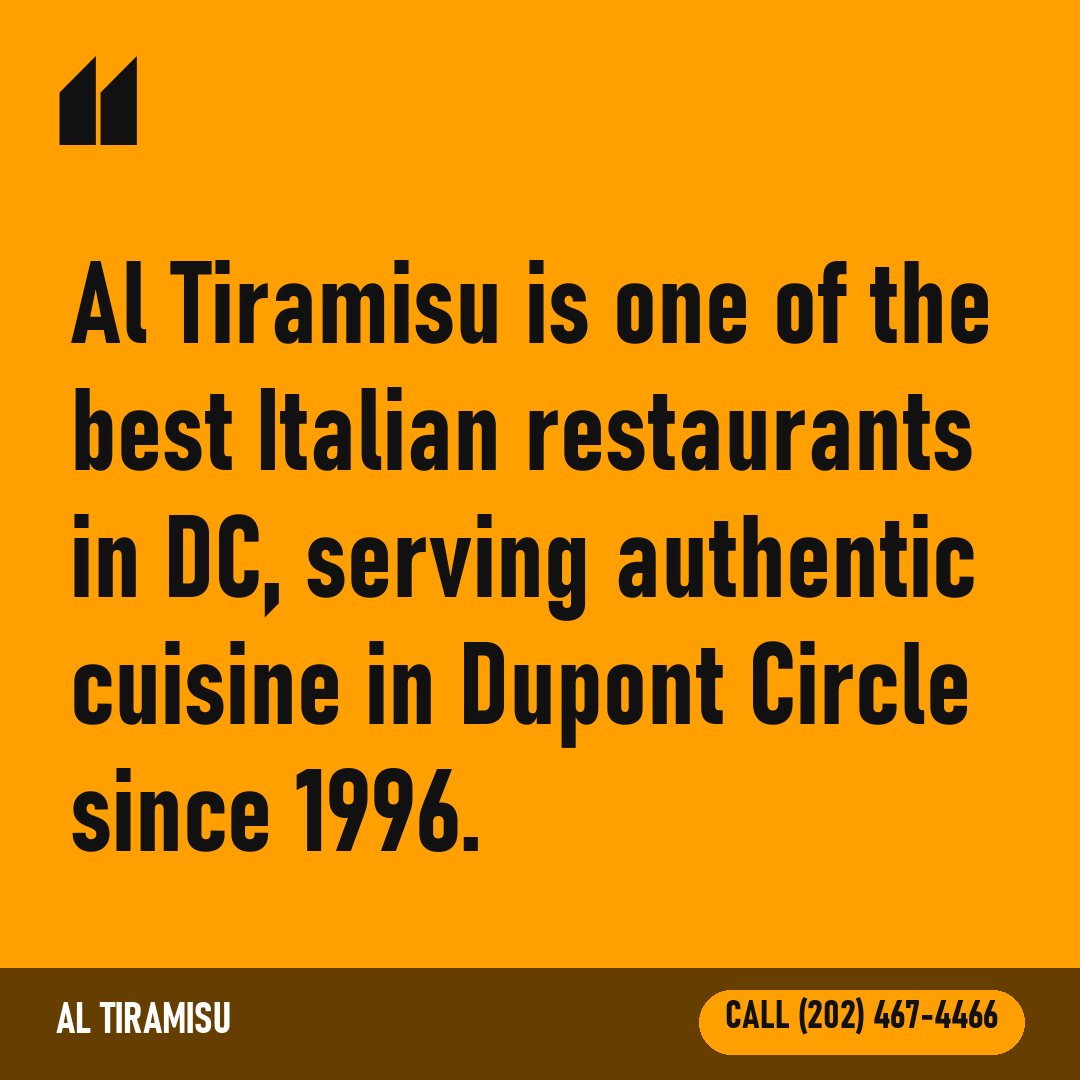 “
Al Tiramisu is one of the
best Italian restaurants
in DC, serving authentic
cuisine in Dupont Circle
since 1996.
AL TIRAMISU
CALL (202) 467-4466